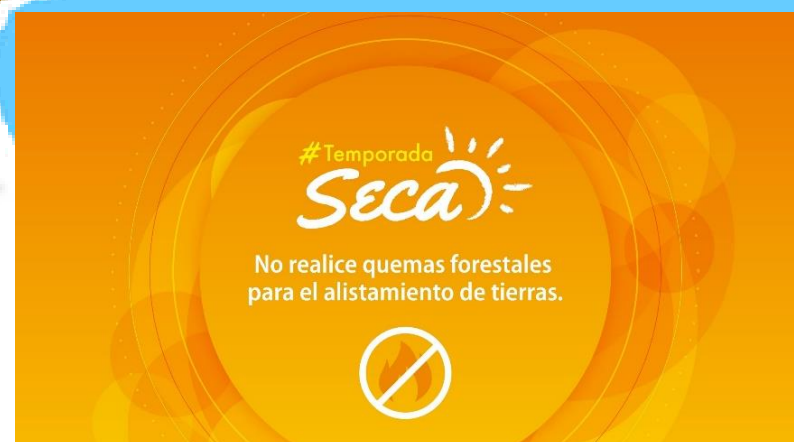 #Temporada
Seca
No realice quemas forestales
para el alistamiento de tierras.